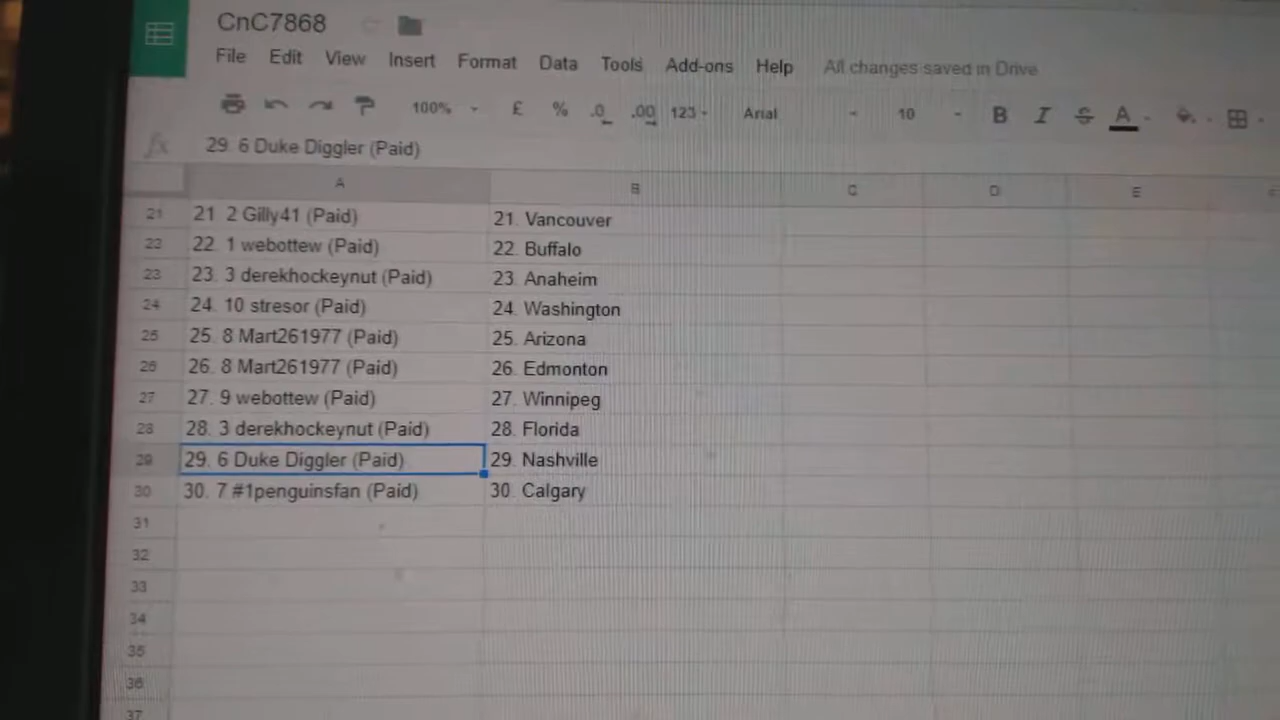 CnC7868
File Edit View Insert Format Data Tools Add-ons Help All changes saved in Drive
100% £ % .0 .00 123 Arial 10 B I S A
fx 29. 6 Duke Diggler (Paid)
A B C D E
21 21 2 Gilly41 (Paid) 21. Vancouver
22 22. 1 webottew (Paid) 22. Buffalo
23 23. 3 derekhockeynut (Paid) 23. Anaheim
24 24. 10 stresor (Paid) 24. Washington
25 25. 8 Mart261977 (Paid) 25. Arizona
26 26. 8 Mart261977 (Paid) 26. Edmonton
27 27. 9 webottew (Paid) 27. Winnipeg
28 28. 3 derekhockeynut (Paid) 28. Florida
29 29. 6 Duke Diggler (Paid) 29. Nashville
30 30. 7 #1penguinsfan (Paid) 30. Calgary
31
32
33
34
35
36
37